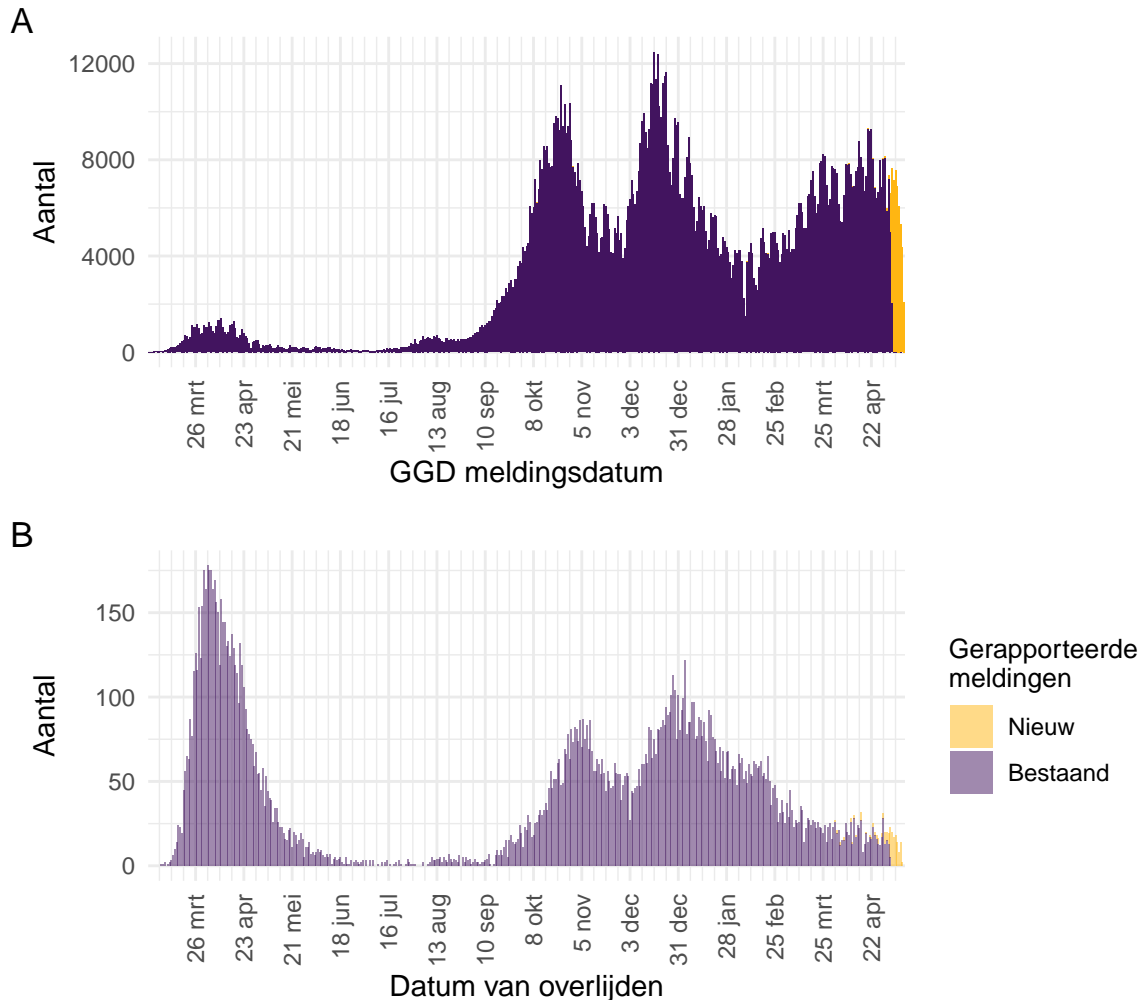 A
12000
8000
4000
0
Aantal
26 mrt
23 apr
21 mei
18 jun
16 jul
13 aug
10 sep
8 okt
5 nov
3 dec
31 dec
28 jan
25 feb
25 mrt
22 apr
GGD meldingsdatum
B
150
100
50
0
Aantal
26 mrt
23 apr
21 mei
18 jun
16 jul
13 aug
10 sep
8 okt
5 nov
3 dec
31 dec
28 jan
25 feb
25 mrt
22 apr
Datum van overlijden
Gerapporteerde
meldingen
Nieuw
Bestaand